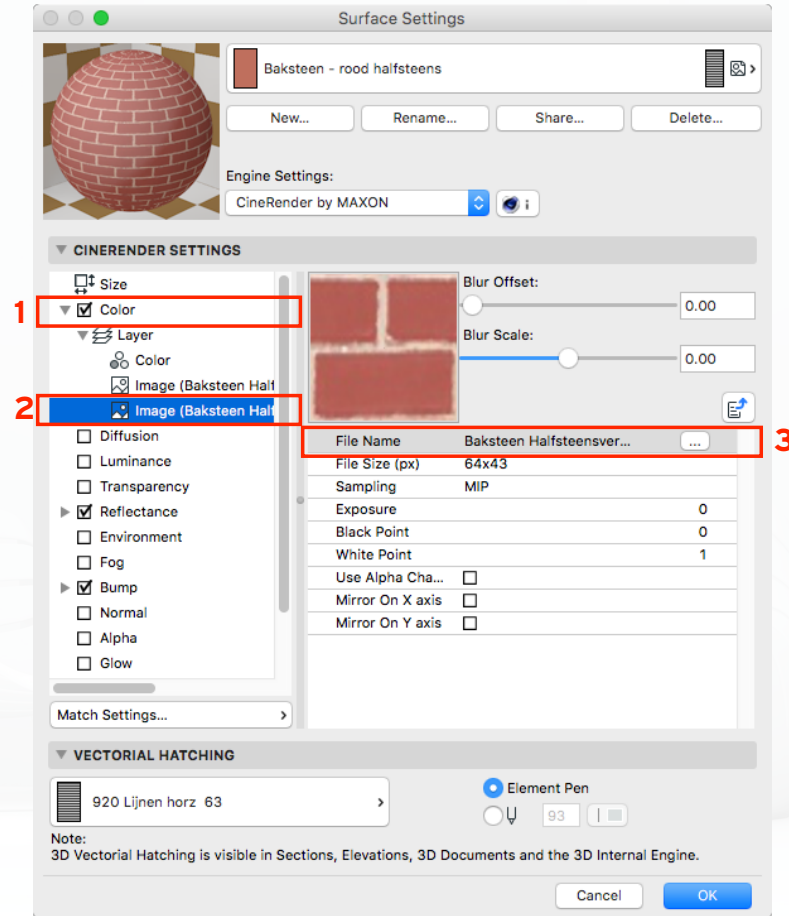 Surface Settings
Baksteen - rood halfsteens
New... Rename... Share... Delete...
Engine Settings:
CineRender by MAXON i
CINERENDER SETTINGS
Size
1 Color
Layer
Color
Image (Baksteen Half
2 Image (Baksteen Half
Diffusion
Luminance
Transparency
Reflectance
Environment
Fog
Bump
Normal
Alpha
Glow
Match Settings...
Blur Offset:
0.00
Blur Scale:
0.00
File Name Baksteen Halfsteensver... ... 3
File Size (px) 64x43
Sampling MIP
Exposure 0
Black Point 0
White Point 1
Use Alpha Cha...
Mirror On X axis
Mirror On Y axis
VECTORIAL HATCHING
920 Lijnen horz 63
Element Pen
93
Note:
3D Vectorial Hatching is visible in Sections, Elevations, 3D Documents and the 3D Internal Engine.
Cancel OK